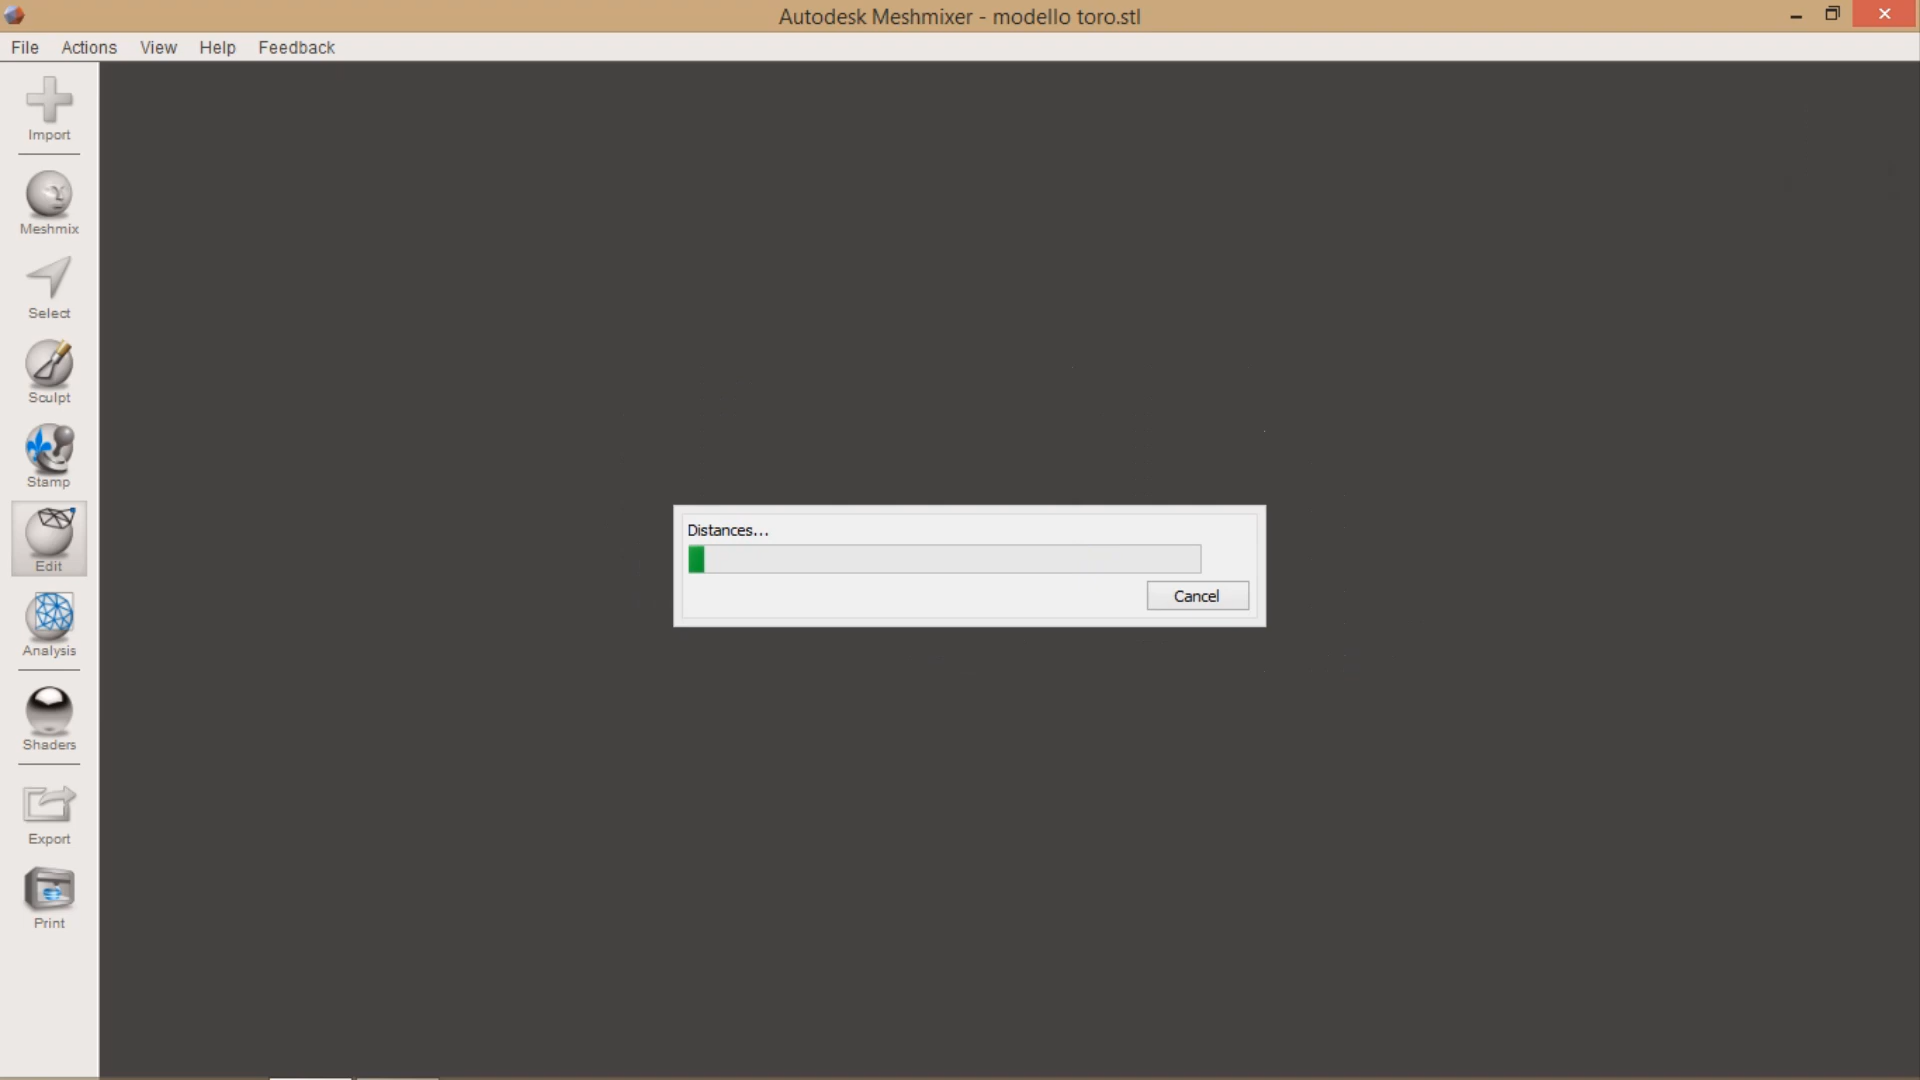 Autodesk Meshmixer - modello toro.stl
File Actions View Help Feedback
Import
Meshmix
Select
Sculpt
Stamp
Edit
Analysis
Shaders
Export
Print
Distances...
Cancel